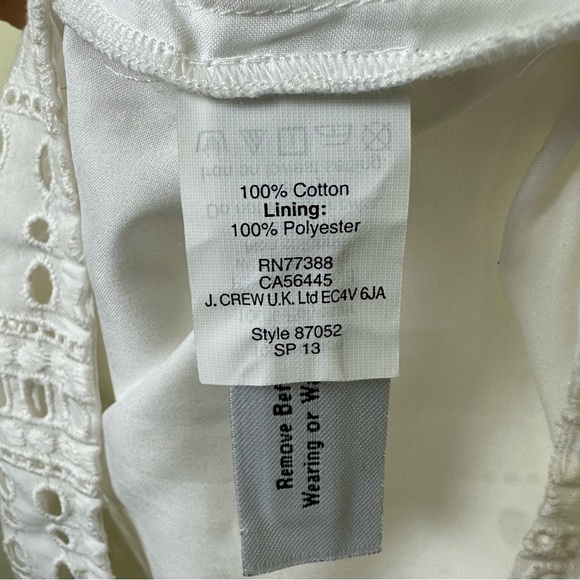 100% Cotton
Lining:
100% Polyester
RN77388
CA56445
J. CREW U.K. Ltd EC4V 6JA
Style 87052
SP 13
Remove Bef
Wearing or W